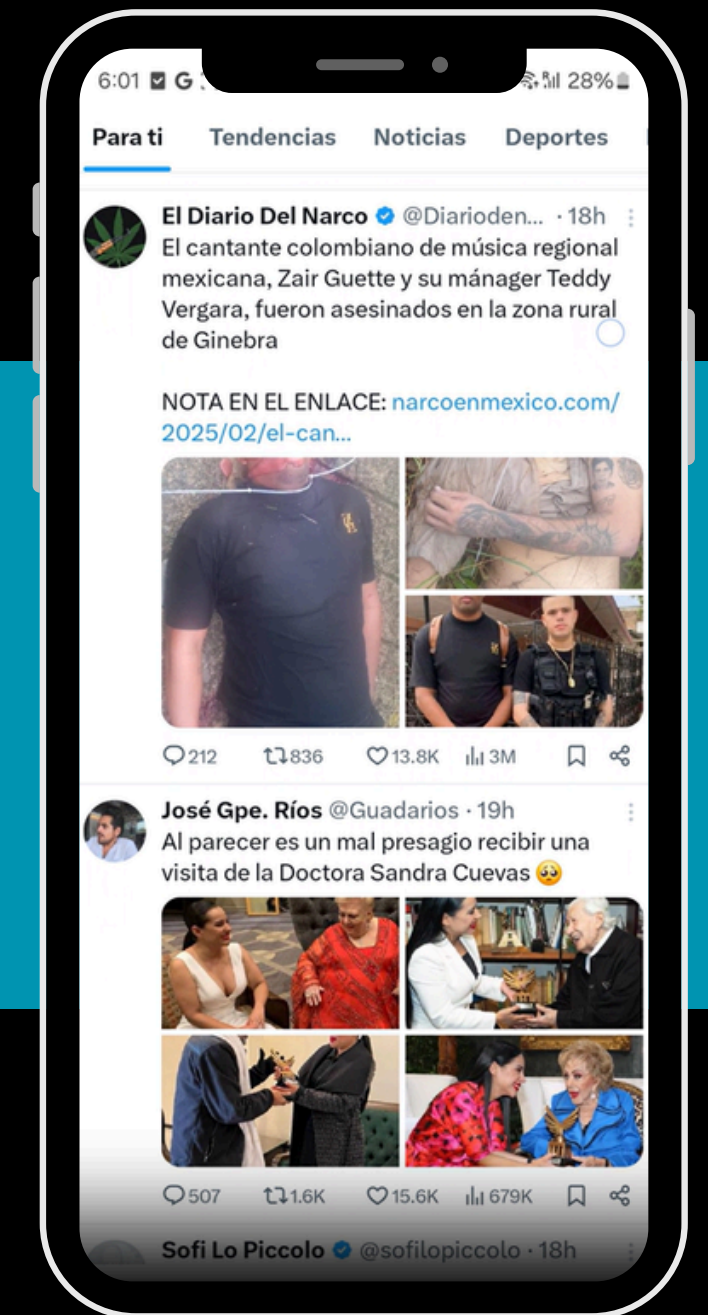 6:01 G 28%
Para ti Tendencias Noticias Deportes
El Diario Del Narco @Diarioden... · 18h
El cantante colombiano de música regional
mexicana, Zair Guette y su mánager Teddy
Vergara, fueron asesinados en la zona rural
de Ginebra
NOTA EN EL ENLACE: narcoenmexico.com/
2025/02/el-can...
212 836 13.8K 3M
José Gpe. Ríos @Guadarios · 19h
Al parecer es un mal presagio recibir una
visita de la Doctora Sandra Cuevas 🥺
507 1.6K 15.6K 679K
Sofi Lo Piccolo @sofilopiccolo · 18h